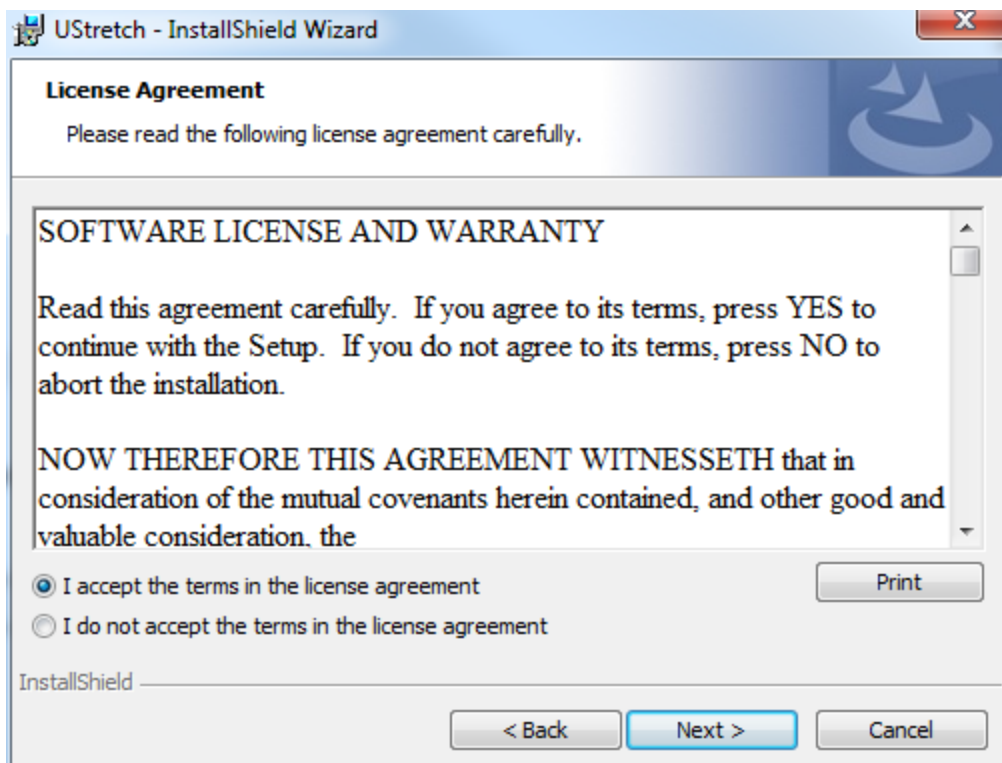 UStretch - InstallShield Wizard
License Agreement
Please read the following license agreement carefully.
SOFTWARE LICENSE AND WARRANTY
Read this agreement carefully.  If you agree to its terms, press YES to
continue with the Setup.  If you do not agree to its terms, press NO to
abort the installation.
NOW THEREFORE THIS AGREEMENT WITNESSETH that in
consideration of the mutual covenants herein contained, and other good and
valuable consideration, the
I accept the terms in the license agreement
Print
I do not accept the terms in the license agreement
InstallShield
< Back
Next >
Cancel